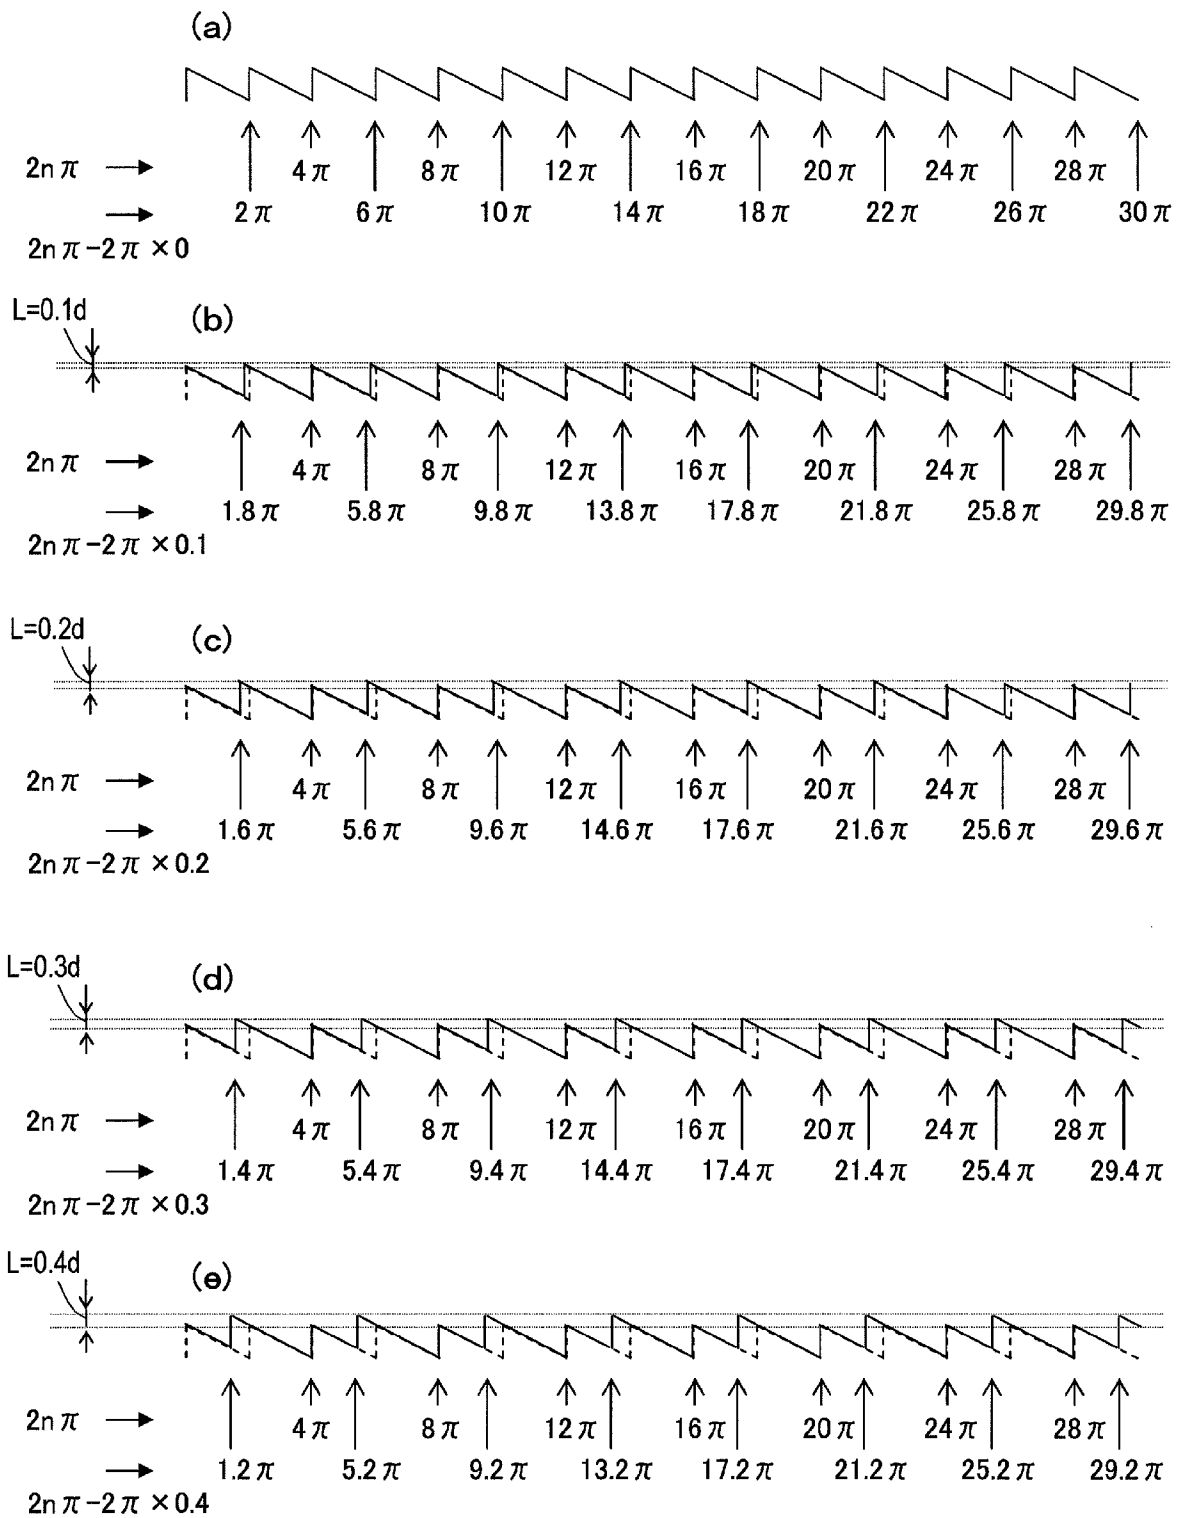 (a)
2nπ → 4π 8π 12π 16π 20π 24π 28π
→ 2π 6π 10π 14π 18π 22π 26π 30π
2nπ-2π×0
L=0.1d
(b)
2nπ → 4π 8π 12π 16π 20π 24π 28π
→ 1.8π 5.8π 9.8π 13.8π 17.8π 21.8π 25.8π 29.8π
2nπ-2π×0.1
L=0.2d
(c)
2nπ → 4π 8π 12π 16π 20π 24π 28π
→ 1.6π 5.6π 9.6π 14.6π 17.6π 21.6π 25.6π 29.6π
2nπ-2π×0.2
L=0.3d
(d)
2nπ → 4π 8π 12π 16π 20π 24π 28π
→ 1.4π 5.4π 9.4π 14.4π 17.4π 21.4π 25.4π 29.4π
2nπ-2π×0.3
L=0.4d
(e)
2nπ → 4π 8π 12π 16π 20π 24π 28π
→ 1.2π 5.2π 9.2π 13.2π 17.2π 21.2π 25.2π 29.2π
2nπ-2π×0.4